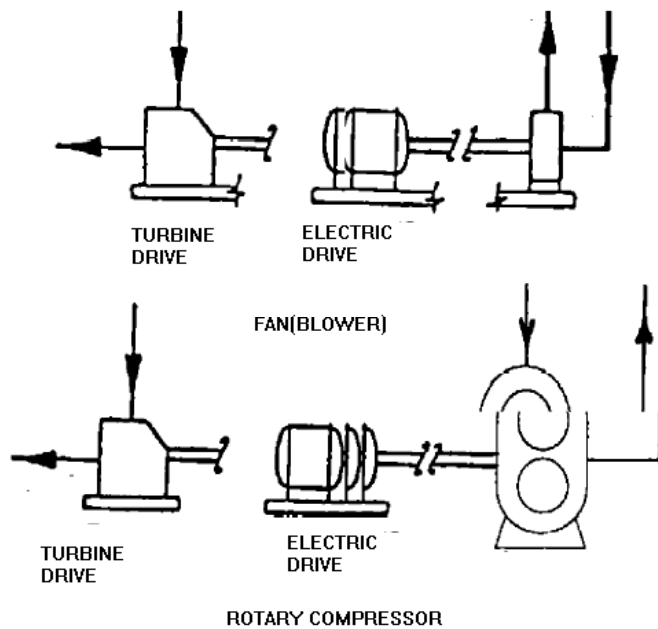 TURBINE
DRIVE
ELECTRIC
DRIVE
FAN(BLOWER)
TURBINE
DRIVE
ELECTRIC
DRIVE
ROTARY COMPRESSOR